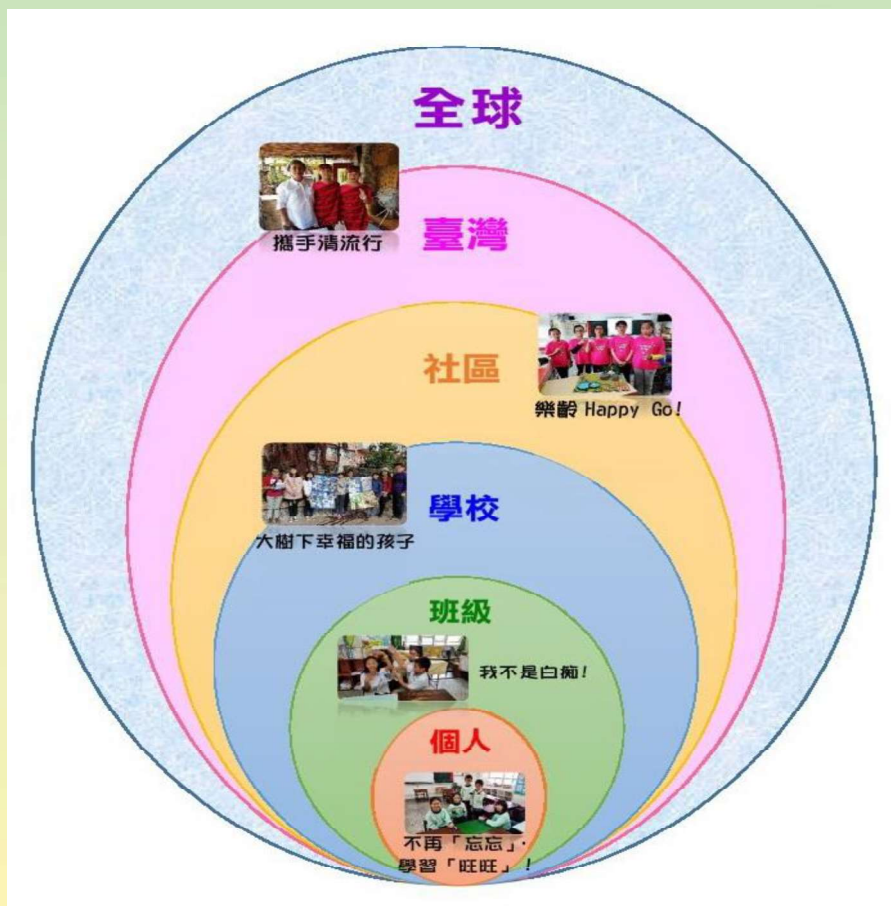 全球
攜手清流行
臺灣
社區
樂齡 Happy Go!
學校
大樹下幸福的孩子
班級
我不是白痴!
個人
不再「忘忘」·
學習「旺旺」!